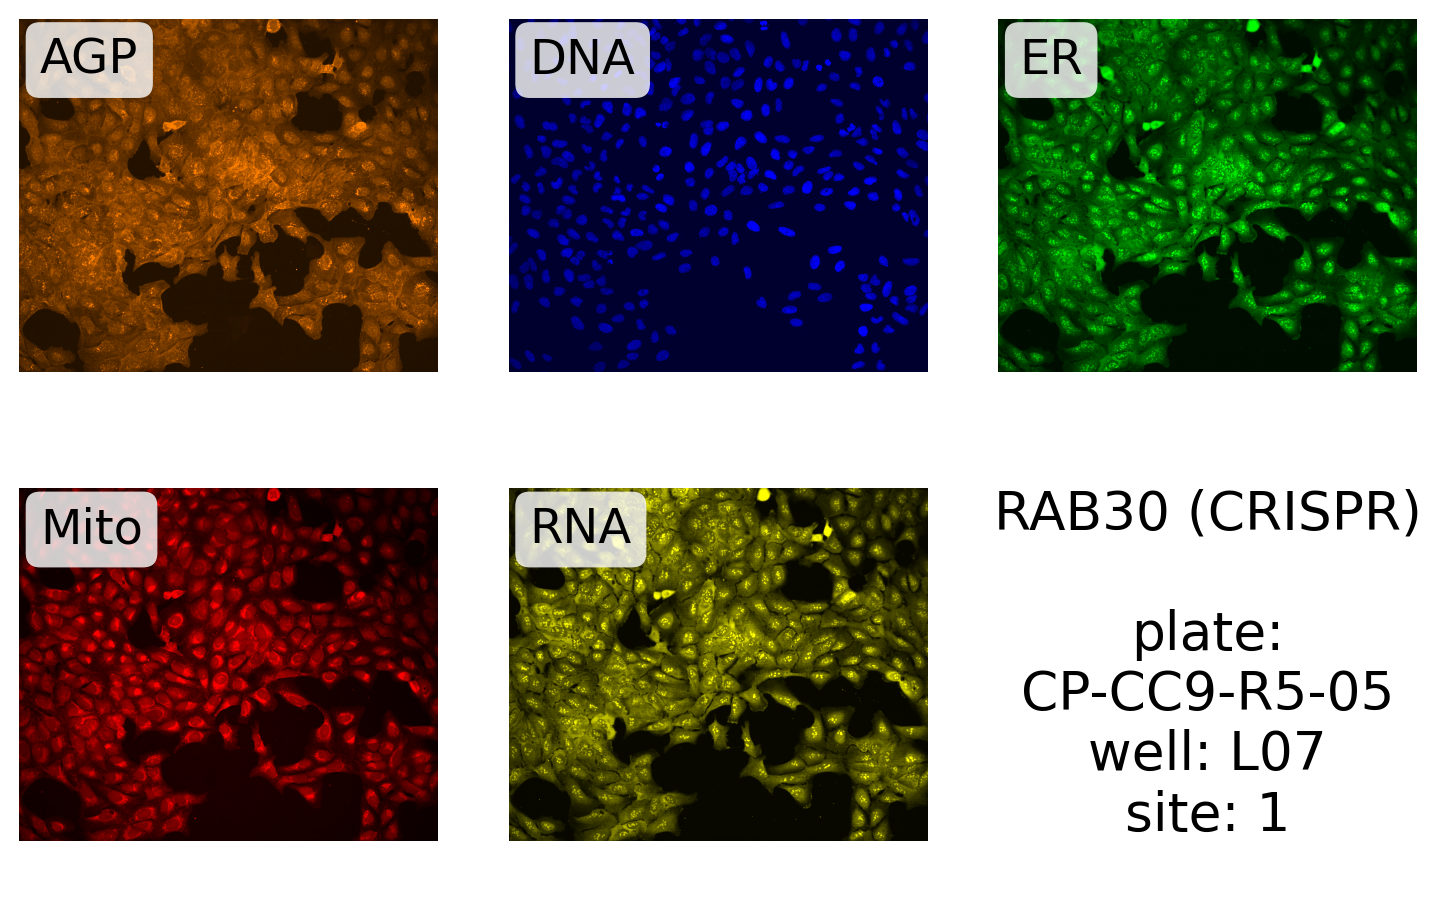 AGP
DNA
ER
Mito
RNA
RAB30 (CRISPR)
plate:
CP-CC9-R5-05
well: L07
site: 1